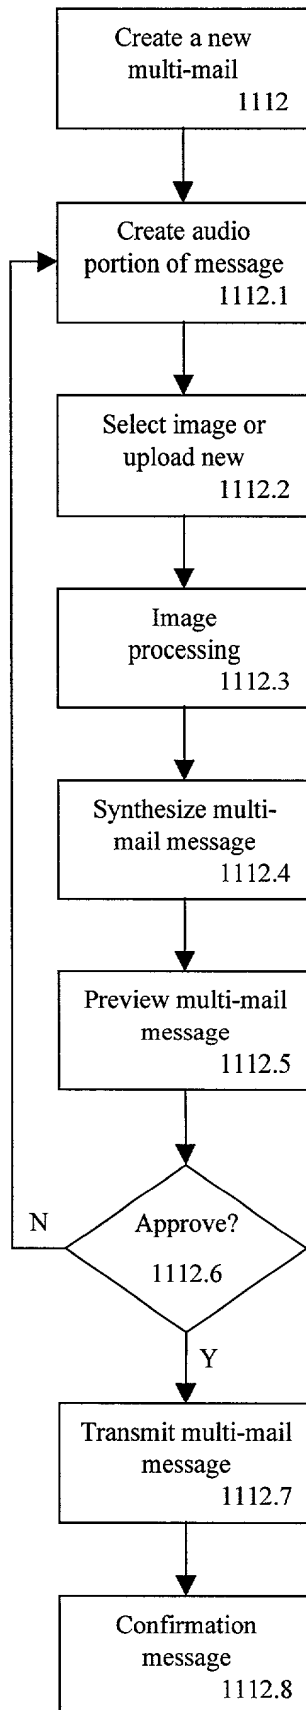 Create a new
multi-mail
1112
Create audio
portion of message
1112.1
Select image or
upload new
1112.2
Image
processing
1112.3
Synthesize multi-
mail message
1112.4
Preview multi-mail
message
1112.5
N
Approve?
1112.6
Y
Transmit multi-mail
message
1112.7
Confirmation
message
1112.8